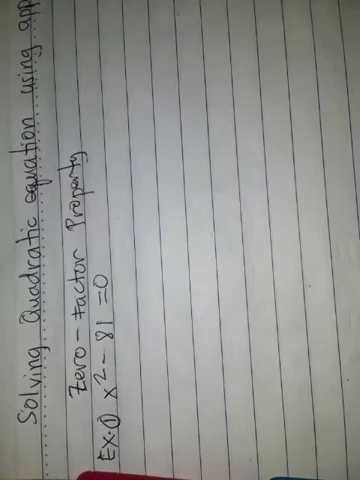 Solving Quadratic equation using app
Zero-Factor Property
Ex.① x² - 81 = 0